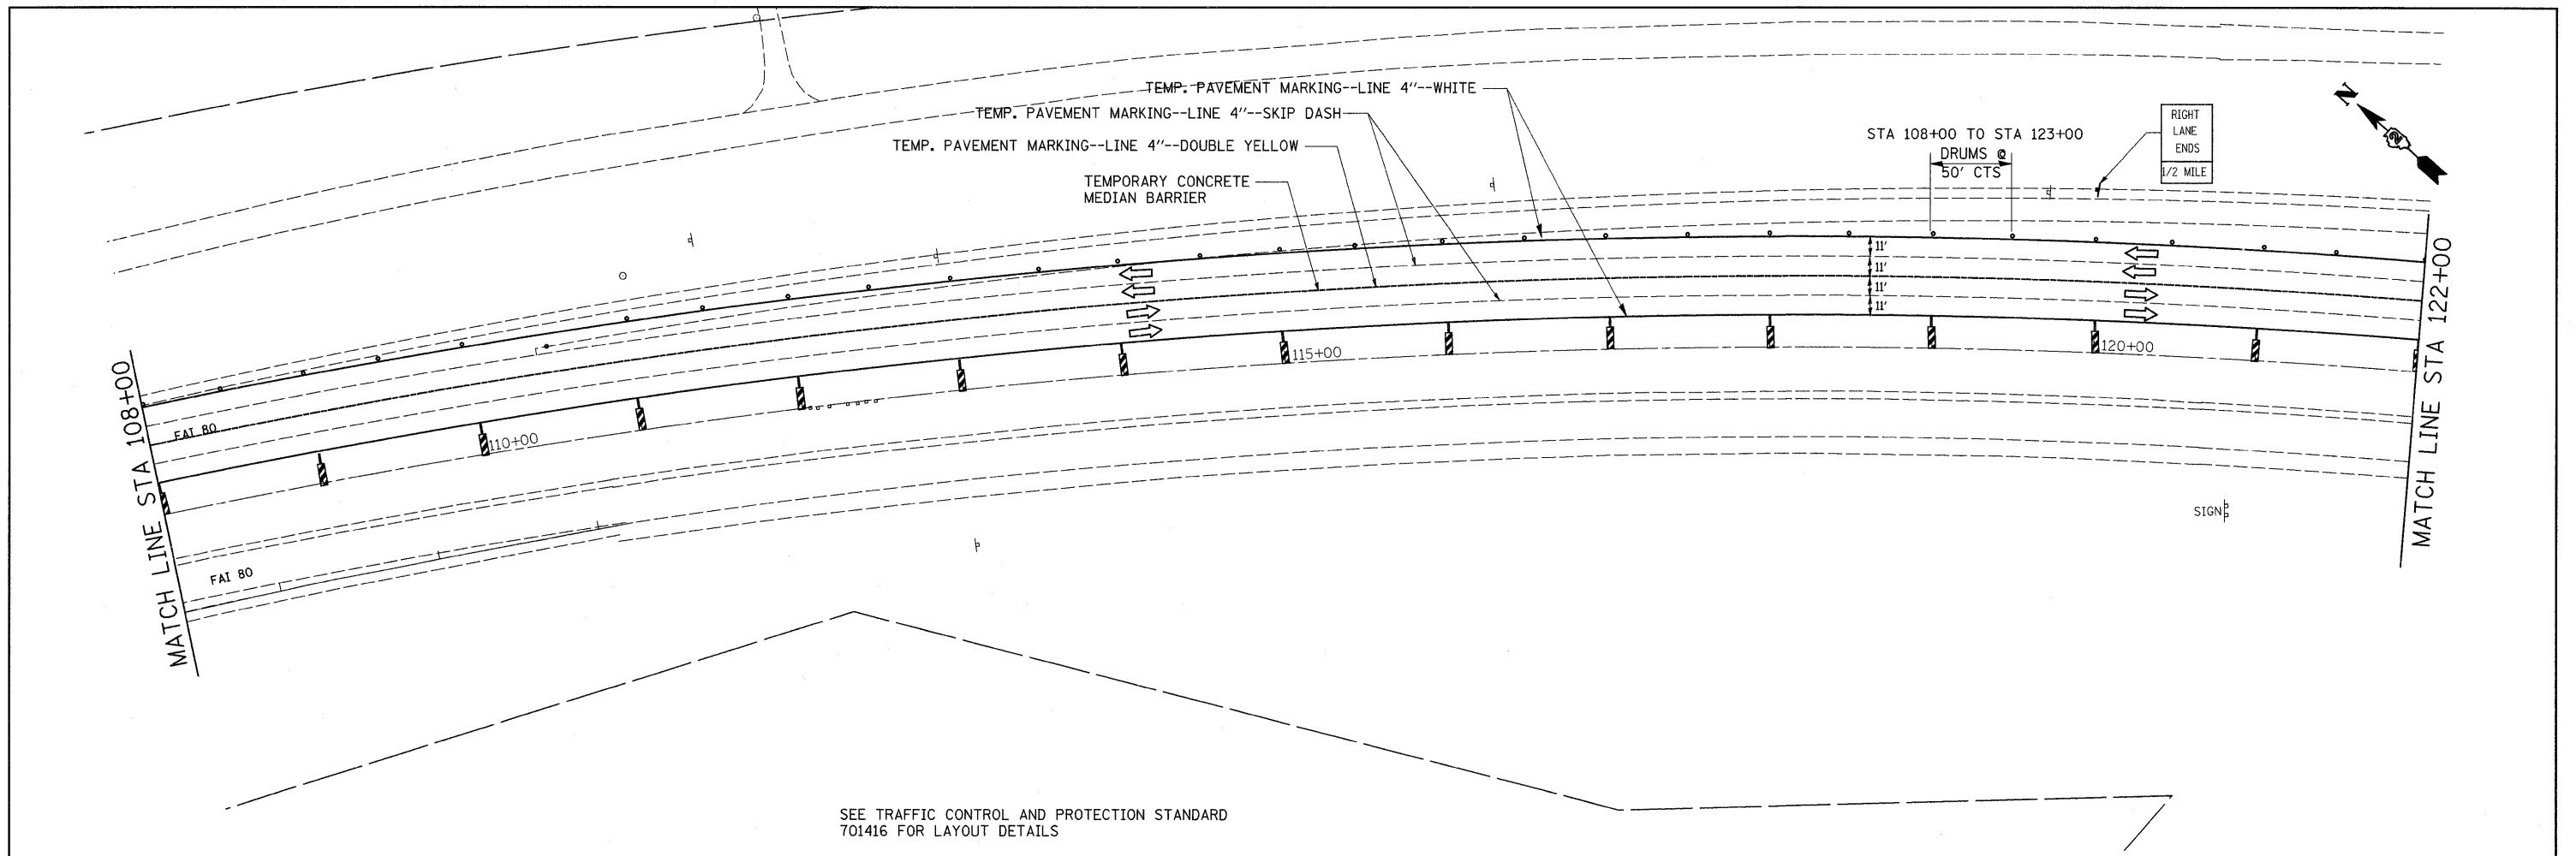 TEMP. PAVEMENT MARKING--LINE 4"--WHITE
TEMP. PAVEMENT MARKING--LINE 4"--SKIP DASH
TEMP. PAVEMENT MARKING--LINE 4"--DOUBLE YELLOW
TEMPORARY CONCRETE
MEDIAN BARRIER
STA 108+00 TO STA 123+00
DRUMS @
50' CTS
RIGHT
LANE
ENDS
1/2 MILE
N
2
11'
11'
11'
11'
MATCH LINE STA 108+00
FAI 80
110+00
115+00
120+00
MATCH LINE STA 122+00
FAI 80
SIGN
SEE TRAFFIC CONTROL AND PROTECTION STANDARD
701416 FOR LAYOUT DETAILS